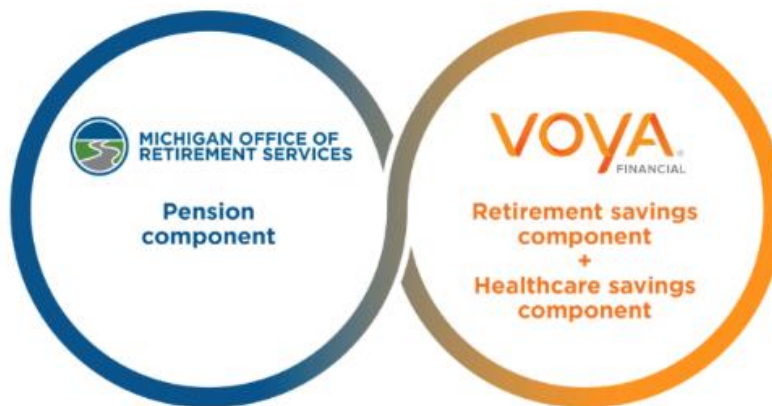 MICHIGAN OFFICE OF
RETIREMENT SERVICES
Pension
component
VOYA®
FINANCIAL
Retirement savings
component
+
Healthcare savings
component